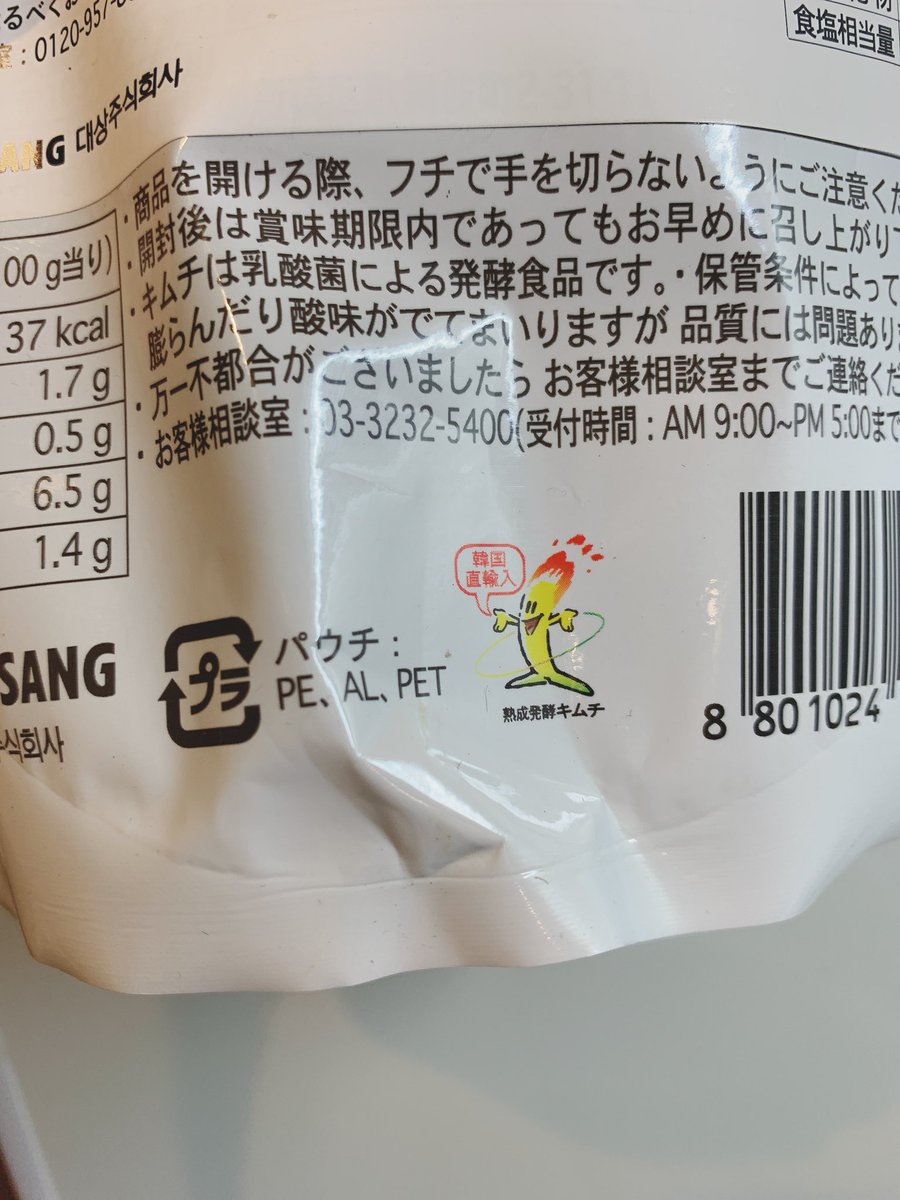 るべくお
: 0120-957-
食塩相当量
ANG 대상주식회사
・商品を開ける際、フチで手を切らないようにご注意くだ
・開封後は賞味期限内であってもお早めに召し上がり
・キムチは乳酸菌による発酵食品です。・保管条件によって
膨らんだり酸味がでてまいりますが 品質には問題あり
・万一不都合がございましたら お客様相談室までご連絡くだ
・お客様相談室 : 03-3232-5400(受付時間 : AM 9:00~PM 5:00まで
00 g当り)
37 kcal
1.7 g
0.5 g
6.5 g
1.4 g
SANG
식회사
プラ
パウチ :
PE、AL、PET
韓国
直輸入
熟成発酵キムチ
8 801024